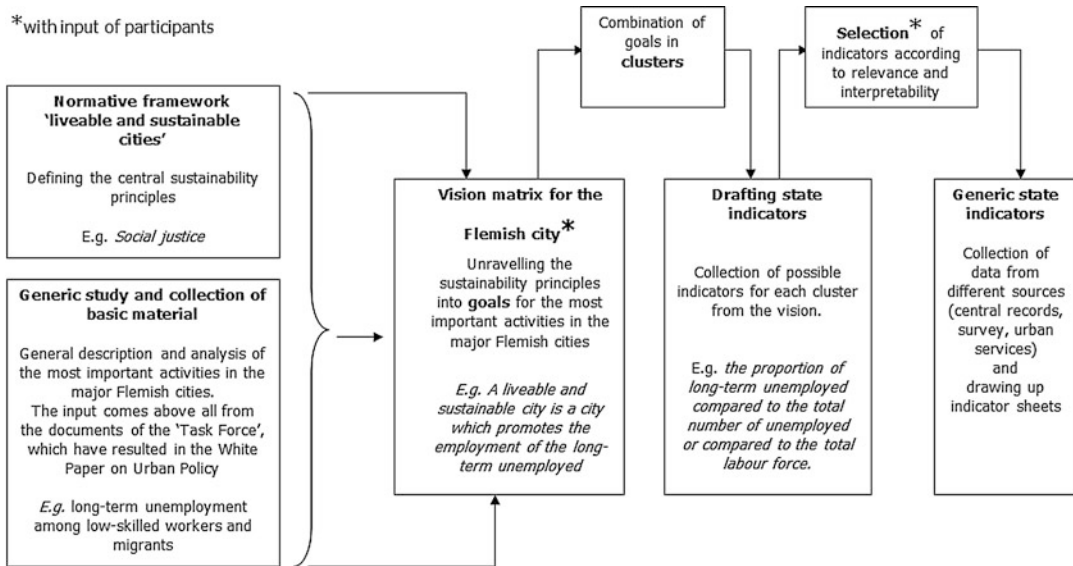 *with input of participants
Normative framework
‘liveable and sustainable
cities’
Defining the central sustainability
principles
E.g. Social justice
Generic study and collection of
basic material
General description and analysis of
the most important activities in the
major Flemish cities.
The input comes above all from
the documents of the ‘Task Force’,
which have resulted in the White
Paper on Urban Policy
E.g. long-term unemployment
among low-skilled workers and
migrants
Vision matrix for the
Flemish city*
Unravelling the
sustainability principles
into goals for the most
important activities in the
major Flemish cities
E.g. A liveable and
sustainable city is a city
which promotes the
employment of the long-
term unemployed
Combination of
goals in
clusters
Drafting state
indicators
Collection of possible
indicators for each cluster
from the vision.
E.g. the proportion of
long-term unemployed
compared to the total
number of unemployed
or compared to the total
labour force.
Selection* of
indicators according
to relevance and
interpretability
Generic state
indicators
Collection of
data from
different sources
(central records,
survey, urban
services)
and
drawing up
indicator sheets